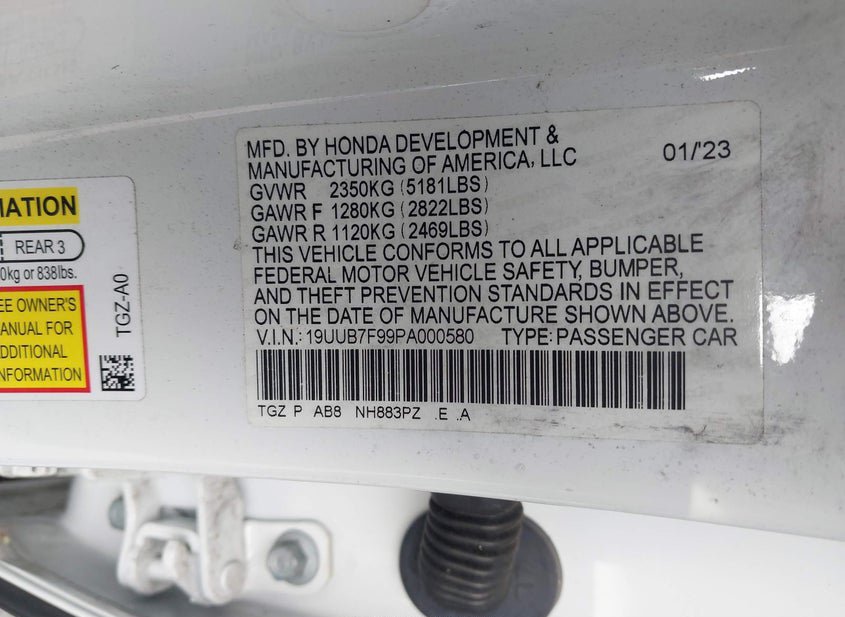 MATION
REAR 3
0kg or 838lbs.
EE OWNER'S
ANUAL FOR
DDITIONAL
NFORMATION
TGZ-A0
MFD. BY HONDA DEVELOPMENT &
MANUFACTURING OF AMERICA, LLC 01/'23
GVWR 2350KG (5181LBS)
GAWR F 1280KG (2822LBS)
GAWR R 1120KG (2469LBS)
THIS VEHICLE CONFORMS TO ALL APPLICABLE
FEDERAL MOTOR VEHICLE SAFETY, BUMPER,
AND THEFT PREVENTION STANDARDS IN EFFECT
ON THE DATE OF MANUFACTURE SHOWN ABOVE.
V.I.N.: 19UUB7F99PA000580 TYPE: PASSENGER CAR
TGZ P AB8 NH883PZ .E .A